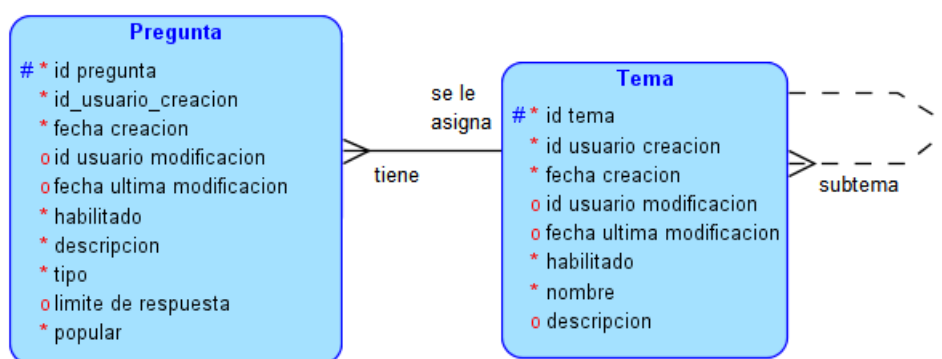 Pregunta
# * id pregunta
* id_usuario_creacion
* fecha creacion
o id usuario modificacion
o fecha ultima modificacion
* habilitado
* descripcion
* tipo
o limite de respuesta
* popular
se le
asigna
tiene
Tema
# * id tema
* id usuario creacion
* fecha creacion
o id usuario modificacion
o fecha ultima modificacion
* habilitado
* nombre
o descripcion
subtema